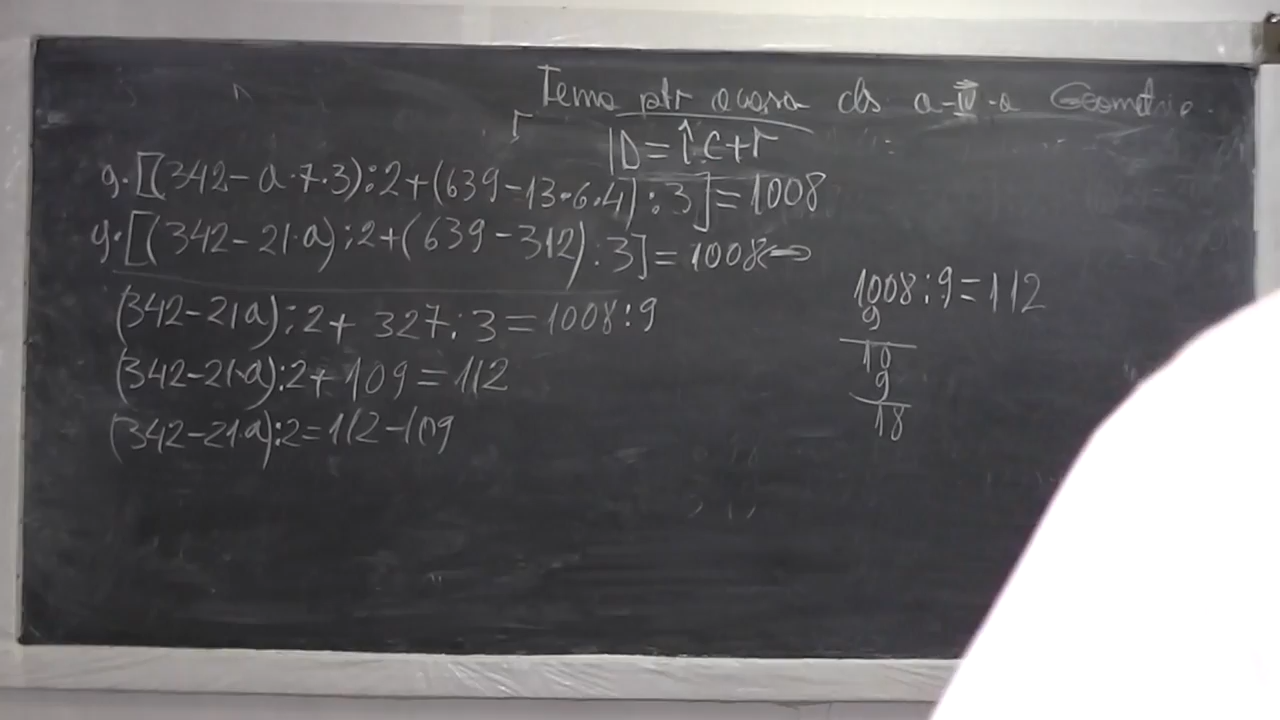 Tema ptr acasa cls a-IV-a Geometrie.
D=Î.C+r
9·[(342-a·7·3):2+(639-13·6·4):3]=1008
9·[(342-21·a):2+(639-312):3]=1008⇔
(342-21a):2+ 327:3=1008:9
(342-21·a):2+109=112
(342-21·a):2=112-109
1008:9=112
9
10
9
18